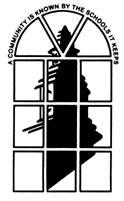 A COMMUNITY IS KNOWN BY THE SCHOOLS IT KEEPS